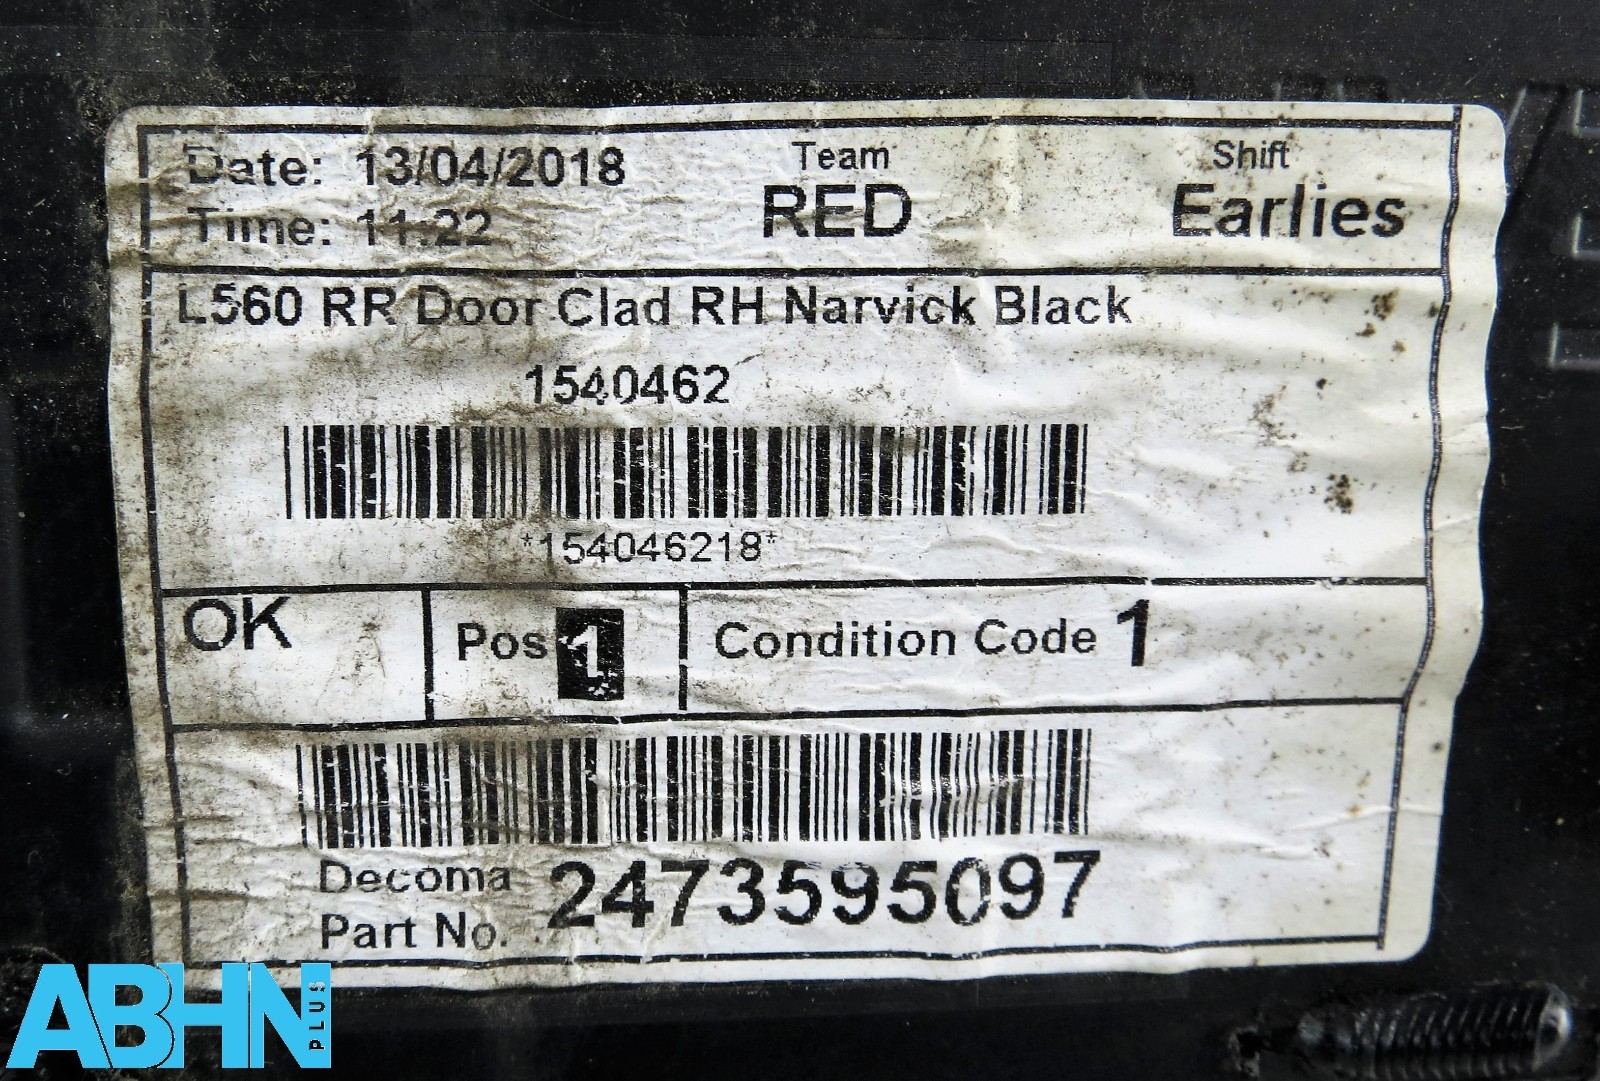 Date: 13/04/2018 Team Shift
Time: 11:22 RED Earlies
L560 RR Door Clad RH Narvick Black
1540462
*154046218*
OK Pos 1 Condition Code 1
Decoma
Part No. 2473595097
ABHN PLUS